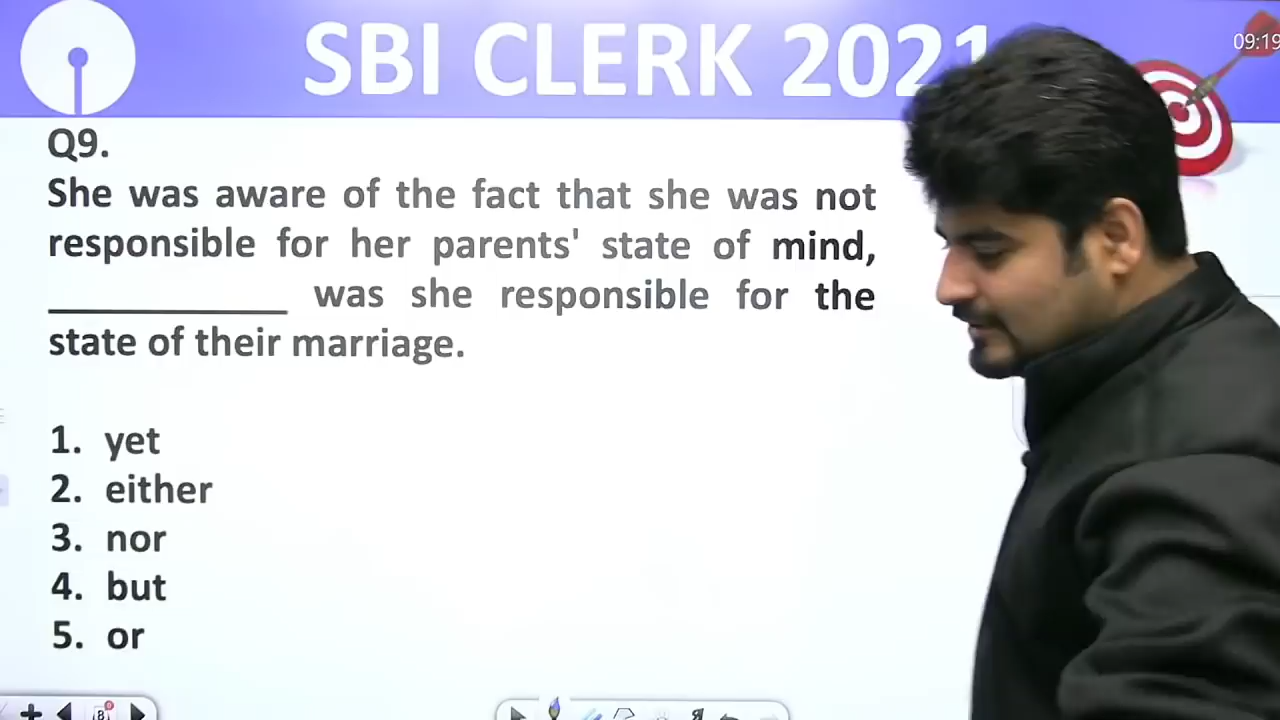 SBI CLERK 2021
09:19
Q9.
She was aware of the fact that she was not
responsible for her parents' state of mind,
____________ was she responsible for the
state of their marriage.
1. yet
2. either
3. nor
4. but
5. or